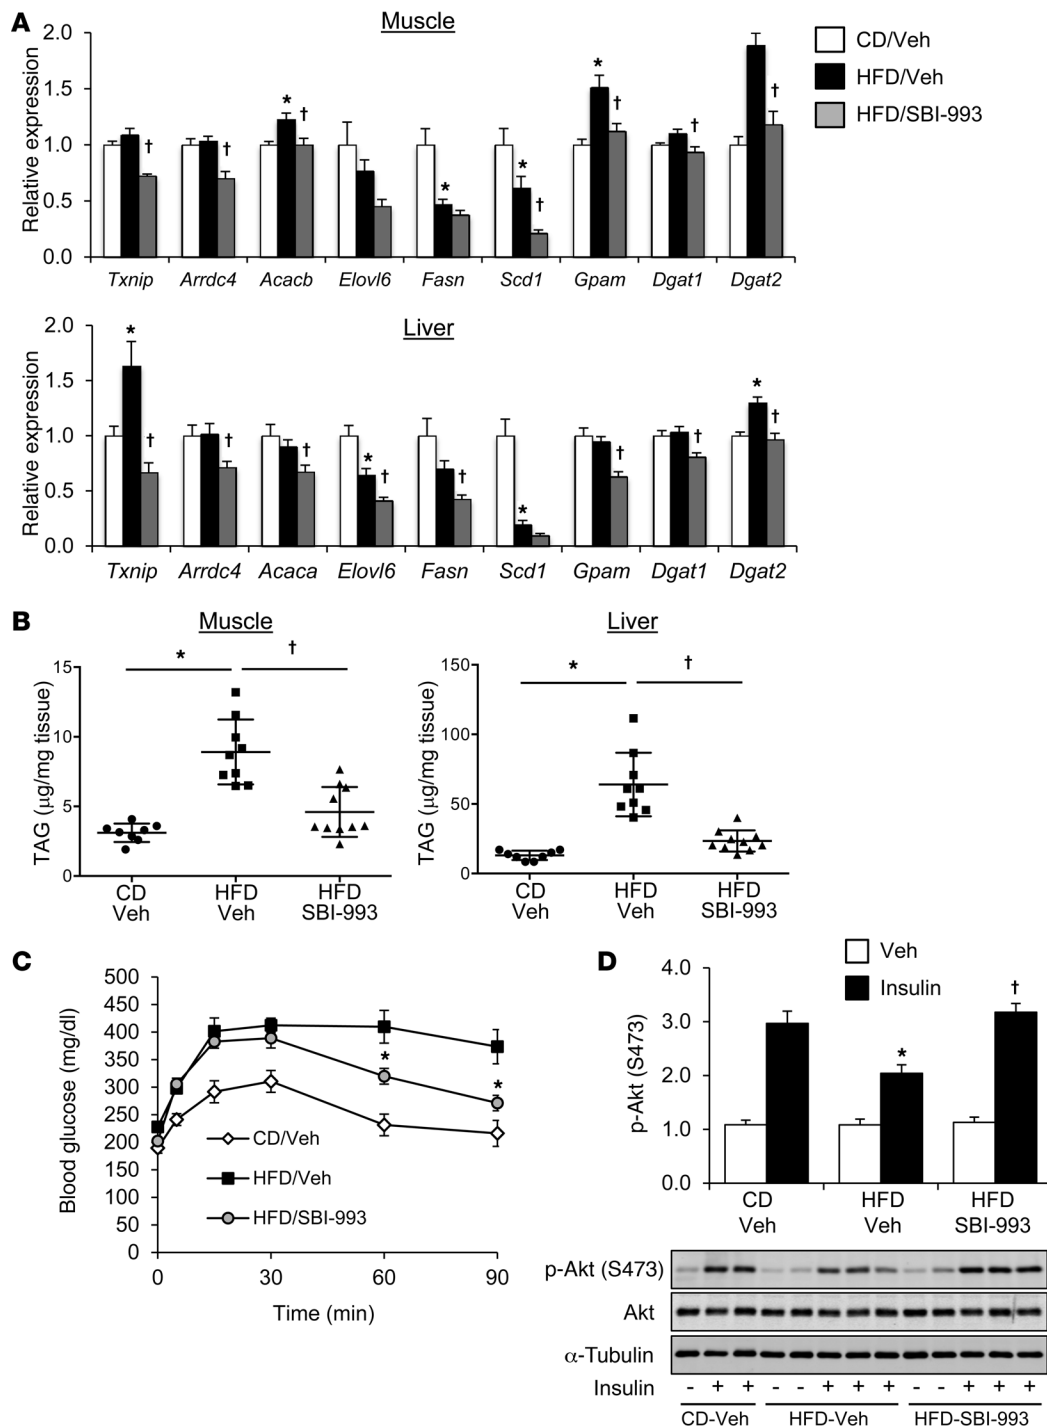 A
Muscle
CD/Veh
HFD/Veh
HFD/SBI-993
Relative expression
2.0
1.5
1.0
0.5
0.0
* † † * † * * † * † † †
Txnip Arrdc4 Acacb Elovl6 Fasn Scd1 Gpam Dgat1 Dgat2
Liver
Relative expression
2.0
1.5
1.0
0.5
0.0
* † † † * † † * † † * †
Txnip Arrdc4 Acaca Elovl6 Fasn Scd1 Gpam Dgat1 Dgat2
B
Muscle
TAG (μg/mg tissue)
15
10
5
0
* †
CD HFD HFD
Veh Veh SBI-993
Liver
TAG (μg/mg tissue)
150
100
50
0
* †
CD HFD HFD
Veh Veh SBI-993
C
Blood glucose (mg/dl)
500
450
400
350
300
250
200
150
100
50
0
*
*
CD/Veh
HFD/Veh
HFD/SBI-993
0 30 60 90
Time (min)
D
Veh
Insulin
p-Akt (S473)
4.0
3.0
2.0
1.0
0.0
* †
CD HFD HFD
Veh Veh SBI-993
p-Akt (S473)
Akt
α-Tubulin
Insulin - + + - - + + + - - + + +
CD-Veh HFD-Veh HFD-SBI-993